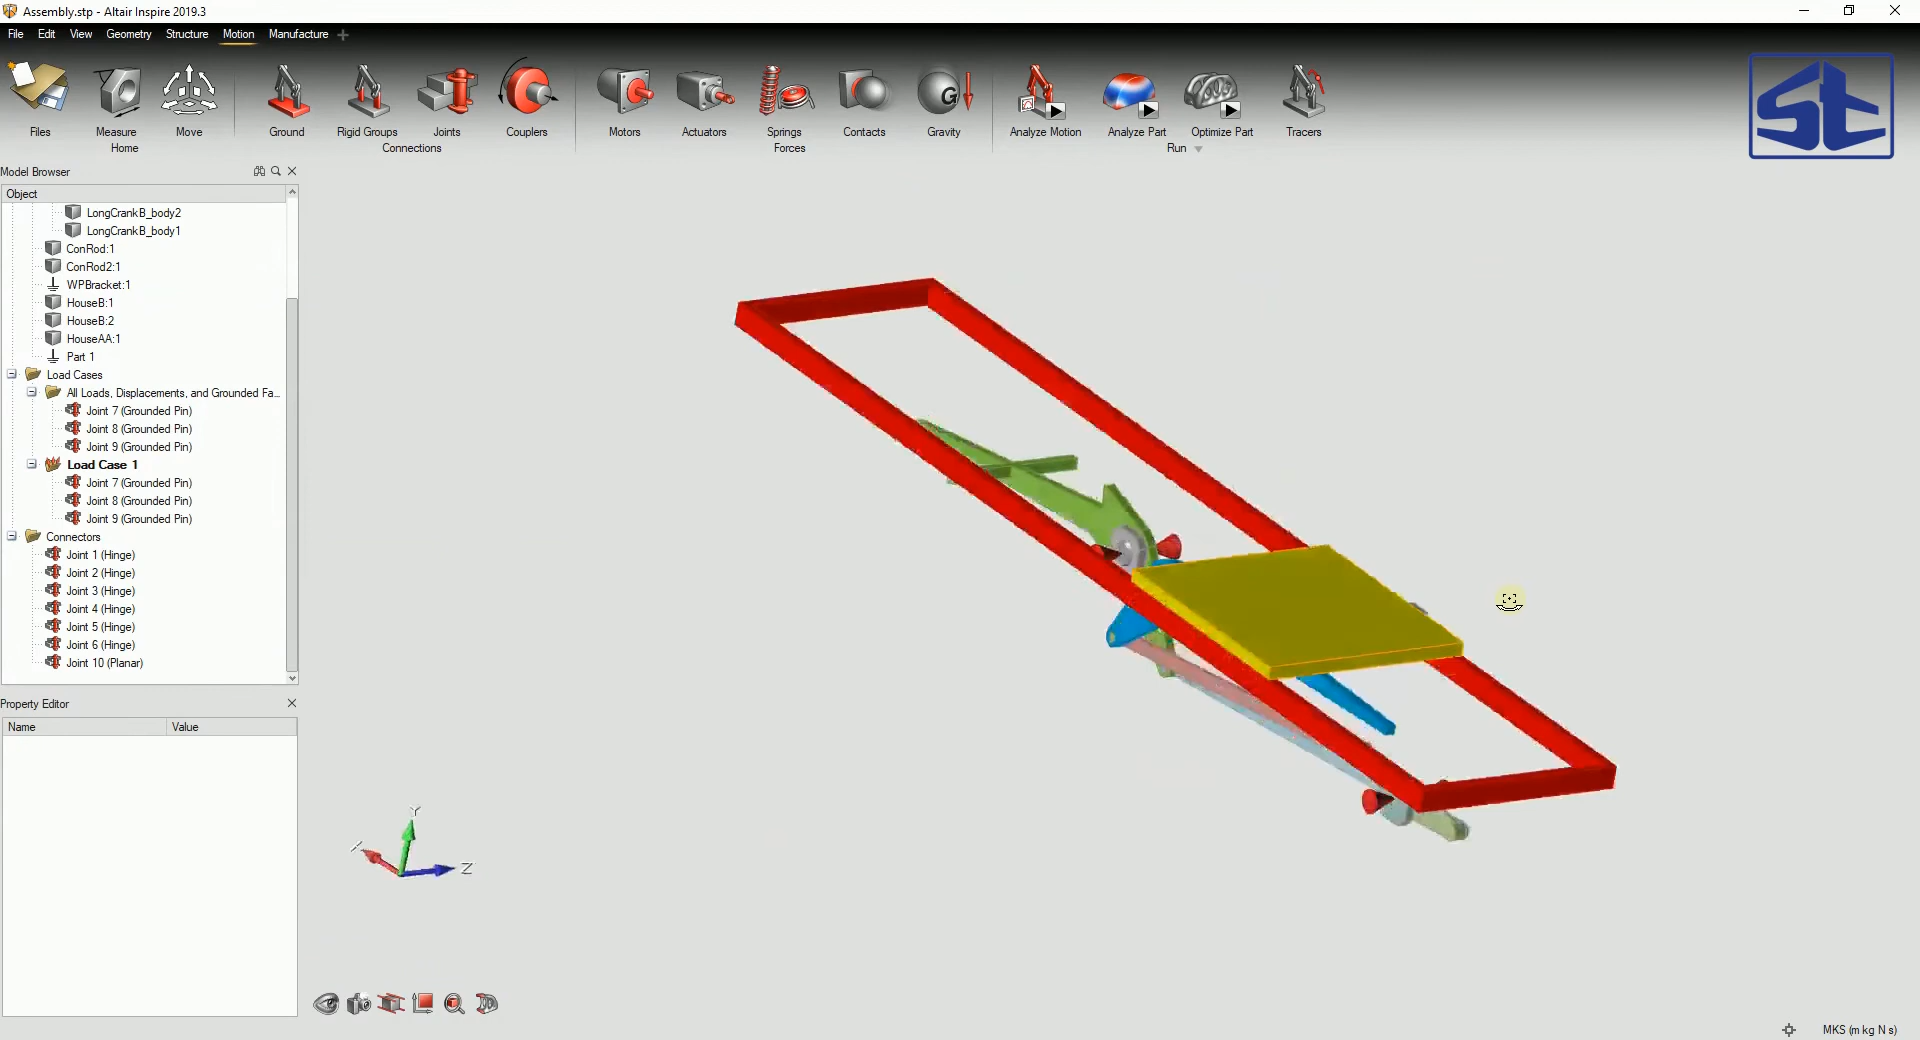 Assembly.stp - Altair Inspire 2019.3
File Edit View Geometry Structure Motion Manufacture
Files Measure Move Ground Rigid Groups Joints Couplers Motors Actuators Springs Contacts Gravity Analyze Motion Analyze Part Optimize Part Tracers
Home Connections Forces Run
st
G
Model Browser
Object
LongCrankB_body2
LongCrankB_body1
ConRod:1
ConRod2:1
WPBracket:1
HouseB:1
HouseB:2
HouseAA:1
Part 1
Load Cases
All Loads, Displacements, and Grounded Fa...
Joint 7 (Grounded Pin)
Joint 8 (Grounded Pin)
Joint 9 (Grounded Pin)
Load Case 1
Joint 7 (Grounded Pin)
Joint 8 (Grounded Pin)
Joint 9 (Grounded Pin)
Connectors
Joint 1 (Hinge)
Joint 2 (Hinge)
Joint 3 (Hinge)
Joint 4 (Hinge)
Joint 5 (Hinge)
Joint 6 (Hinge)
Joint 10 (Planar)
Property Editor
Name Value
Y
X
Z
MKS (m kg N s)